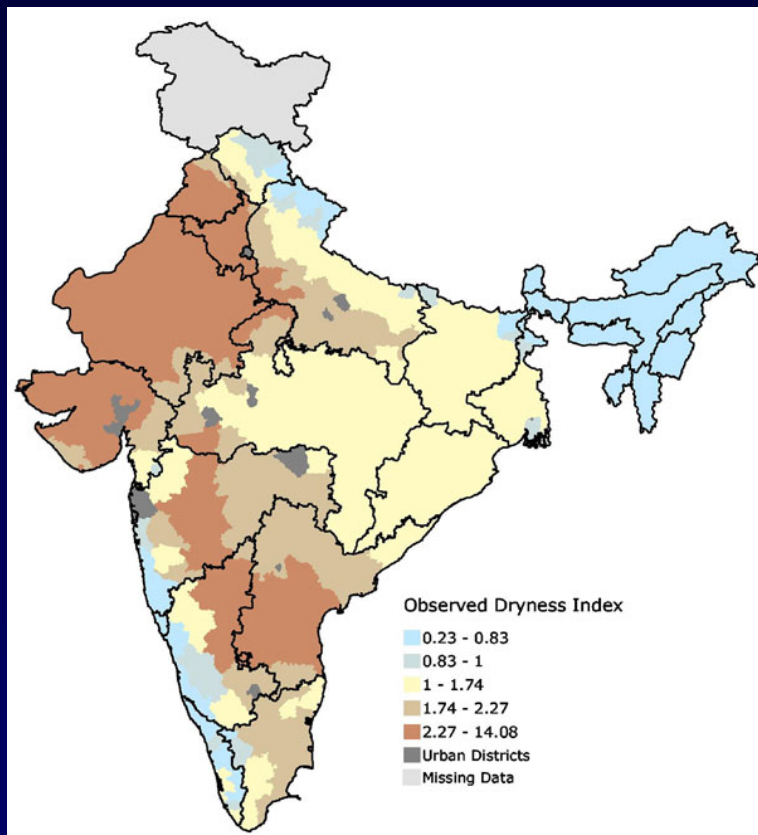 Observed Dryness Index
0.23 - 0.83
0.83 - 1
1 - 1.74
1.74 - 2.27
2.27 - 14.08
Urban Districts
Missing Data